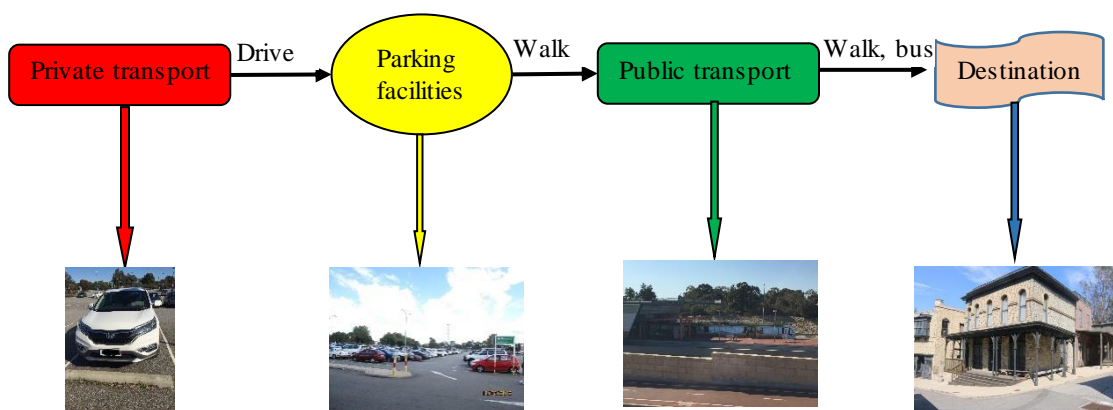 Drive
Walk
Walk, bus
Private transport
Parking
facilities
Public transport
Destination